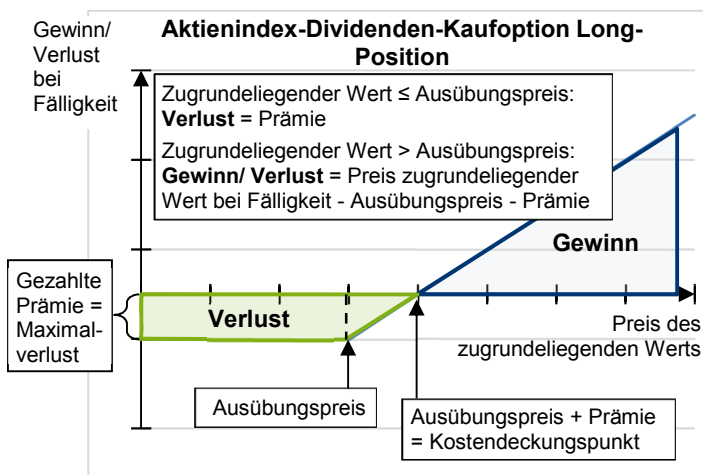 Gewinn/
Verlust
bei
Fälligkeit
Aktienindex-Dividenden-Kaufoption Long-
Position
Zugrundeliegender Wert ≤ Ausübungspreis:
Verlust = Prämie
Zugrundeliegender Wert > Ausübungspreis:
Gewinn/ Verlust = Preis zugrundeliegender
Wert bei Fälligkeit - Ausübungspreis - Prämie
Gewinn
Gezahlte
Prämie =
Maximal-
verlust
Verlust
Preis des
zugrundeliegenden Werts
Ausübungspreis
Ausübungspreis + Prämie
= Kostendeckungspunkt